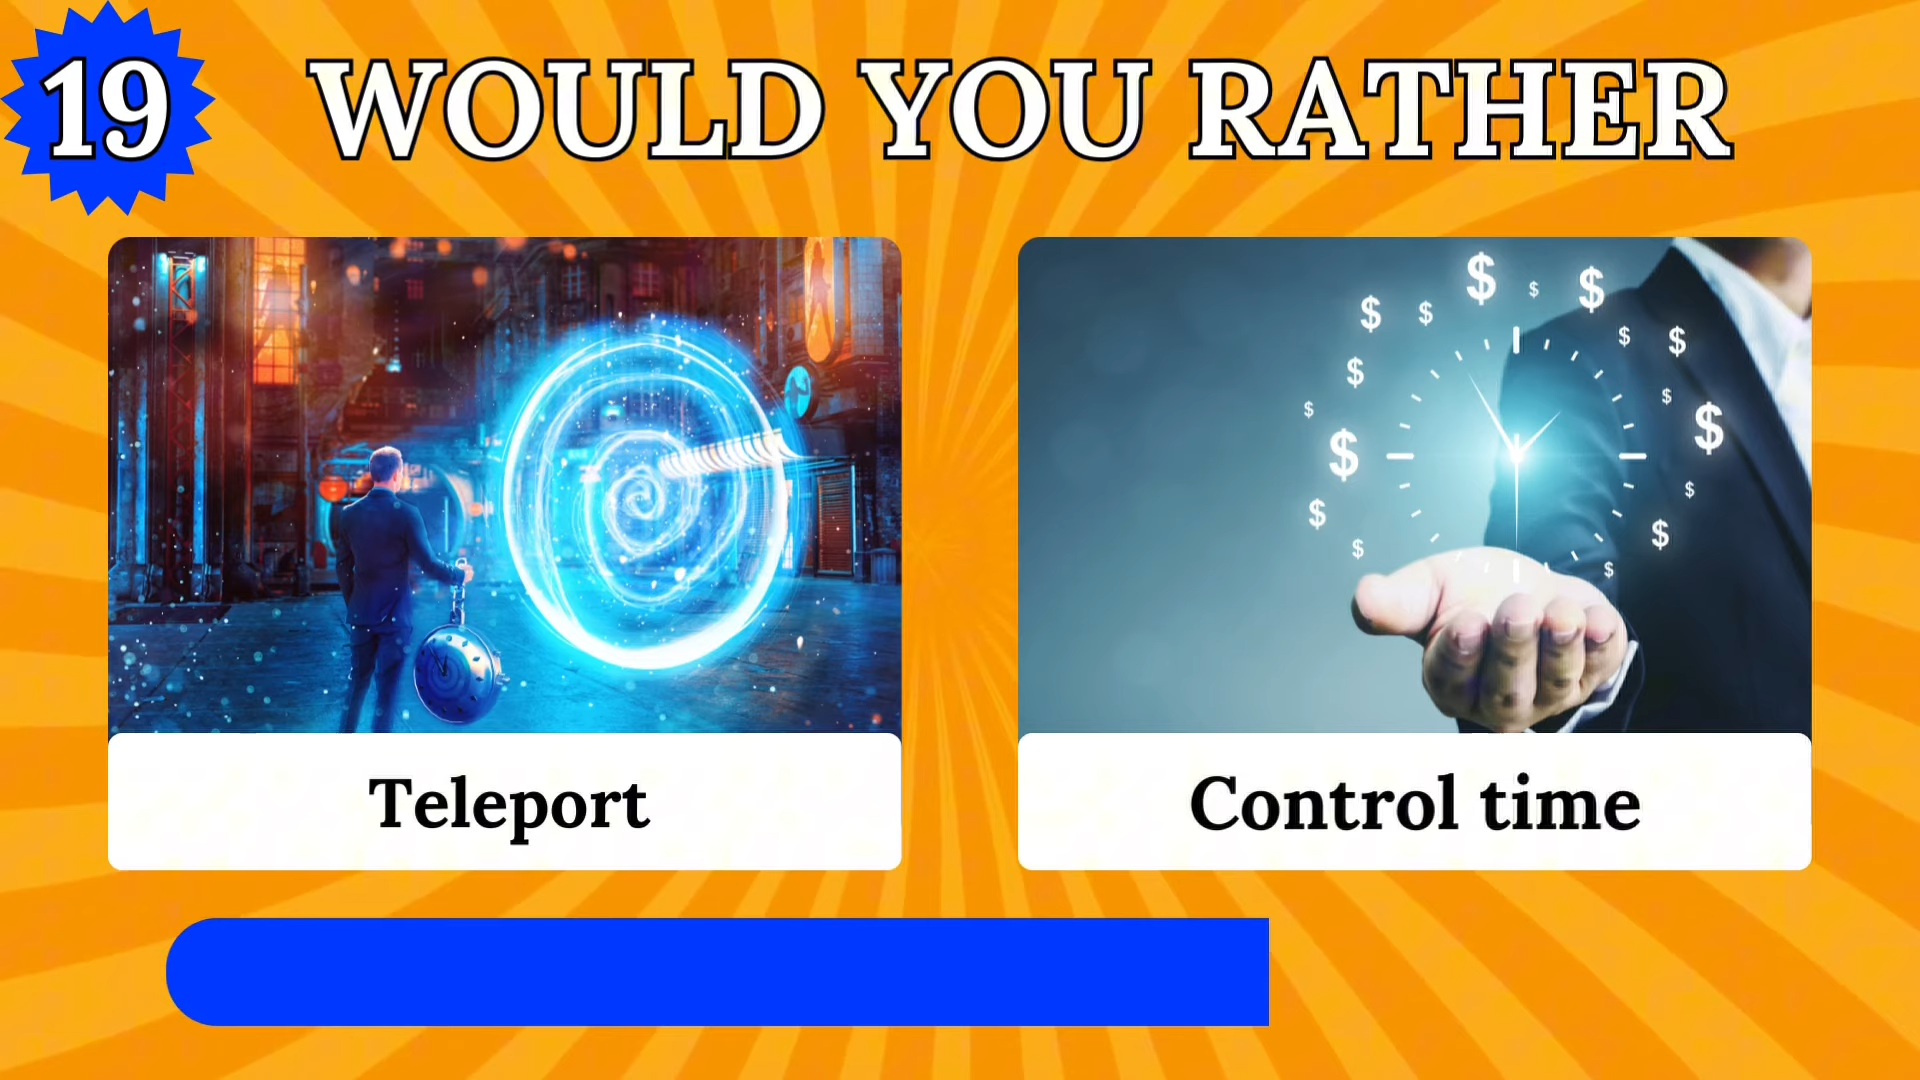 19
WOULD YOU RATHER
$ $ $ $ $ $ $ $ $ $ $ $ $ $ $ $ $ $
Teleport
Control time